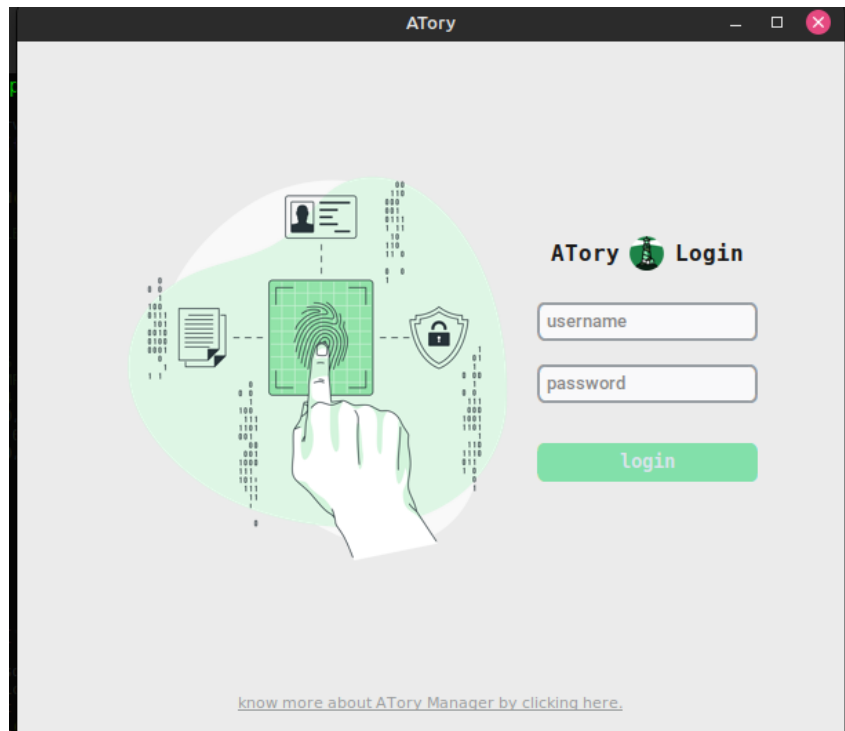 ATory
ATory Login
username
password
login
know more about ATory Manager by clicking here.